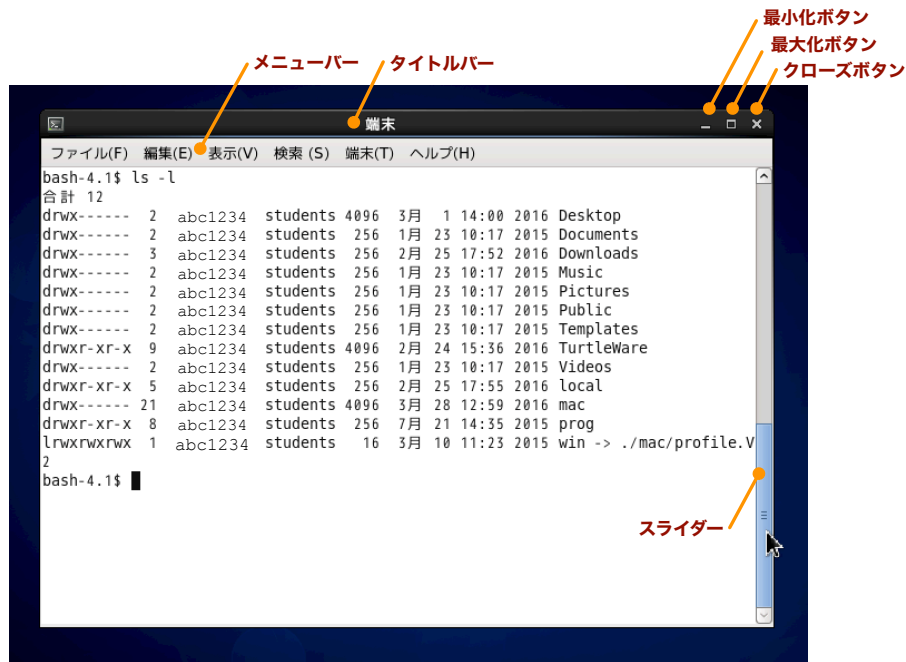 最小化ボタン
最大化ボタン
クローズボタン
メニューバー
タイトルバー
端末
ファイル(F) 編集(E) 表示(V) 検索 (S) 端末(T) ヘルプ(H)
bash-4.1$ ls -l
合計 12
drwx------ 2 abc1234 students 4096 3月 1 14:00 2016 Desktop
drwx------ 2 abc1234 students 256 1月 23 10:17 2015 Documents
drwx------ 3 abc1234 students 256 2月 25 17:52 2016 Downloads
drwx------ 2 abc1234 students 256 1月 23 10:17 2015 Music
drwx------ 2 abc1234 students 256 1月 23 10:17 2015 Pictures
drwx------ 2 abc1234 students 256 1月 23 10:17 2015 Public
drwx------ 2 abc1234 students 256 1月 23 10:17 2015 Templates
drwxr-xr-x 9 abc1234 students 4096 2月 24 15:36 2016 TurtleWare
drwx------ 2 abc1234 students 256 1月 23 10:17 2015 Videos
drwxr-xr-x 5 abc1234 students 256 2月 25 17:55 2016 local
drwx------ 21 abc1234 students 4096 3月 28 12:59 2016 mac
drwxr-xr-x 8 abc1234 students 256 7月 21 14:35 2015 prog
lrwxrwxrwx 1 abc1234 students 16 3月 10 11:23 2015 win -> ./mac/profile.V
2
bash-4.1$
スライダー